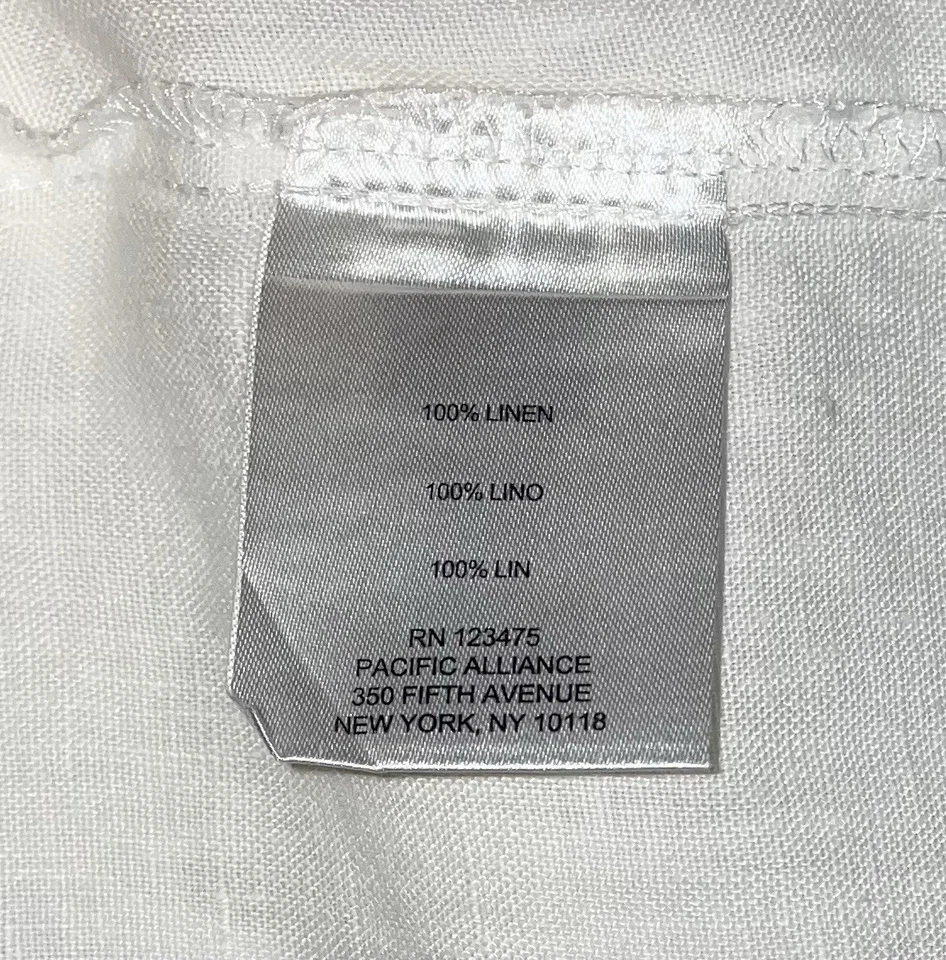 100% LINEN
100% LINO
100% LIN
RN 123475
PACIFIC ALLIANCE
350 FIFTH AVENUE
NEW YORK, NY 10118